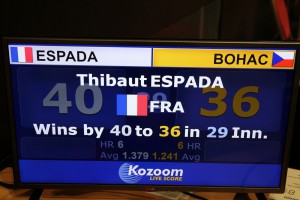 ESPADA BOHAC
Thibaut ESPADA
40 36
FRA
Wins by 40 to 36 in 29 Inn.
HR 6 6
Avg 1.379 1.241 Avg
Kozoom
LIVE SCORE